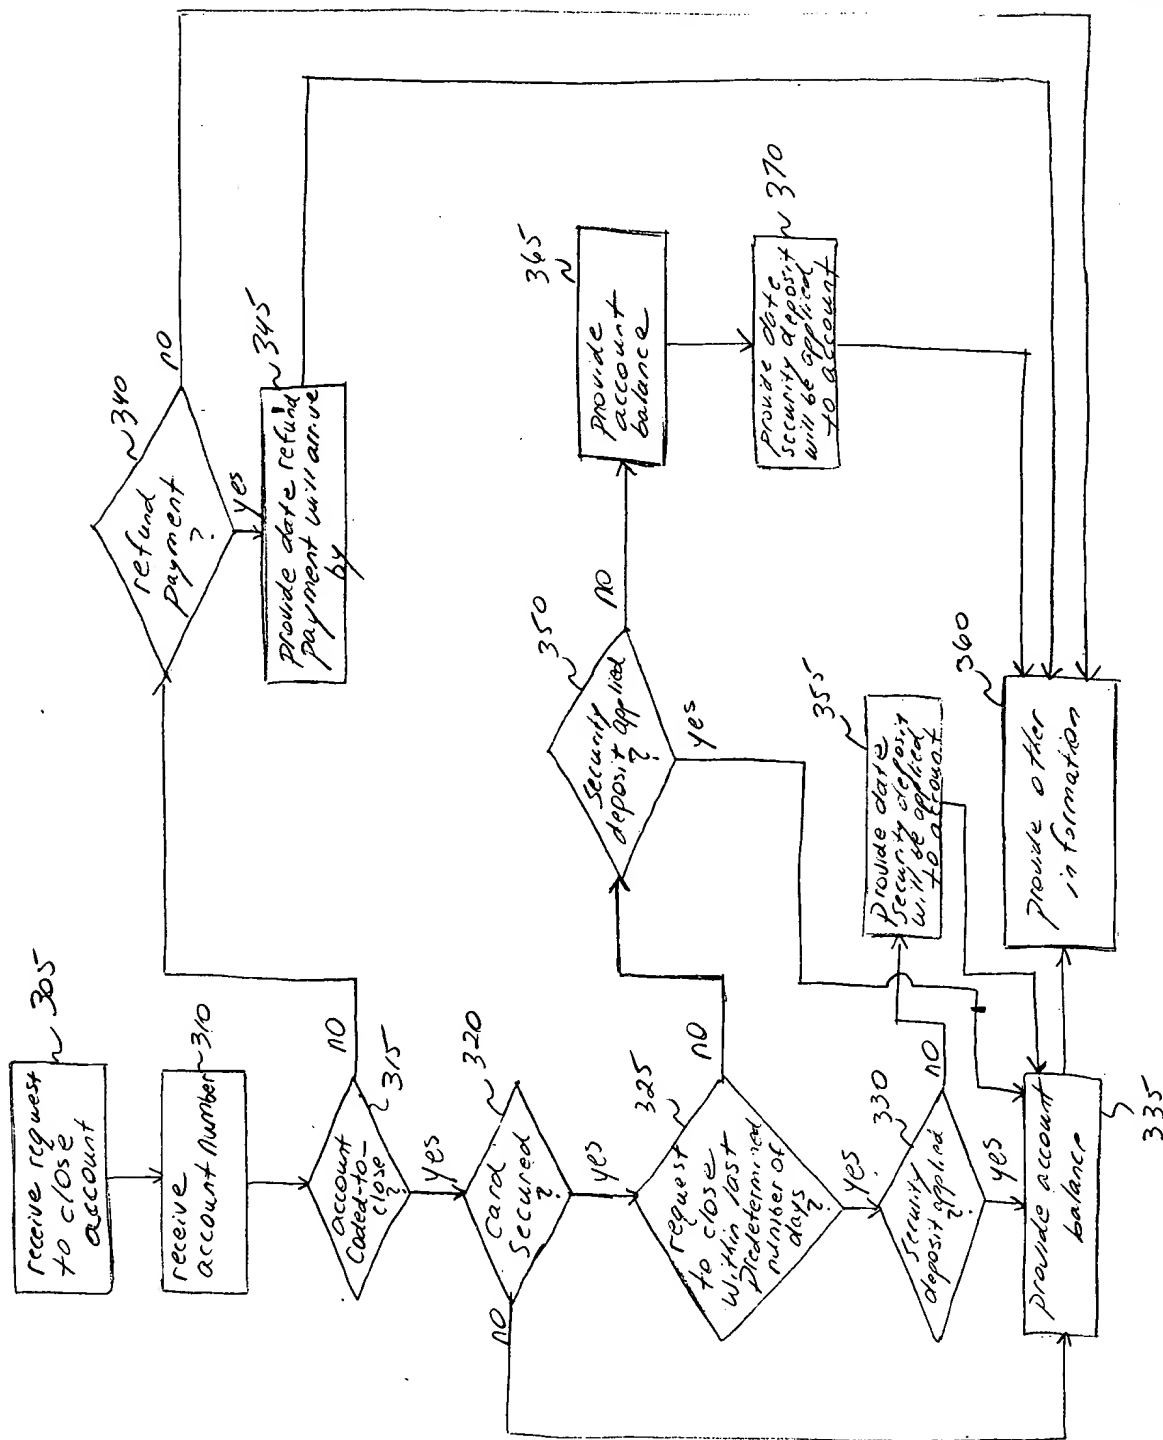 receive request
to close
account
305
receive
account number
310
account
Coded-to-
close?
315
no
yes
Card
Secured
?
320
no
yes
request
to close
Within last
Predetermined
number of
days
?
325
no
yes
Security
deposit applied
?
330
no
yes
provide account
balance
335
refund
payment
?
340
no
yes
provide date refund
payment will arrive
by
345
Security
deposit applied
?
350
no
yes
provide date
security deposit
will be applied
to account
355
provide other
information
360
provide
account
balance
365
provide date
security deposit
will be applied
to account
370